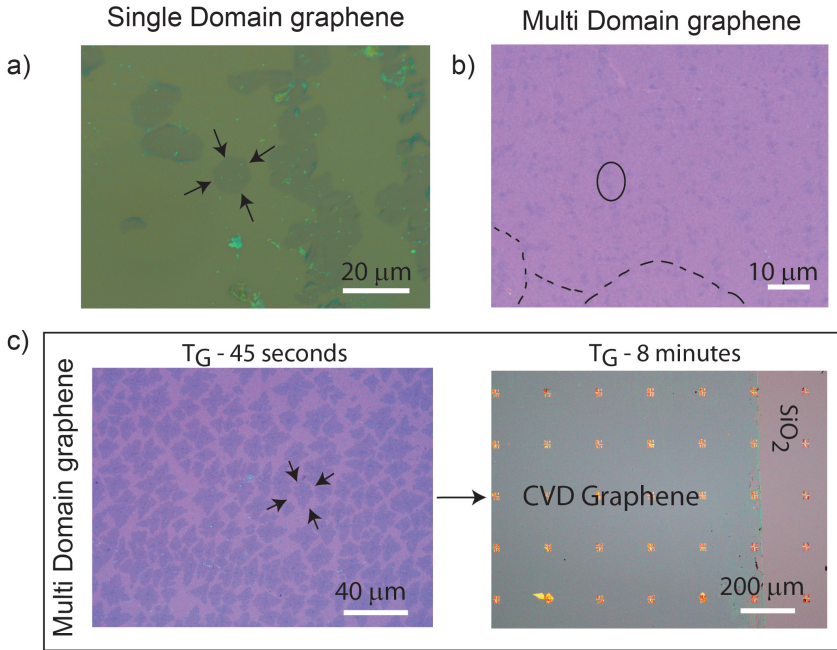 Single Domain graphene
Multi Domain graphene
a)
b)
20 μm
10 μm
c)
Multi Domain graphene
TG - 45 seconds
TG - 8 minutes
SiO2
CVD Graphene
40 μm
200 μm